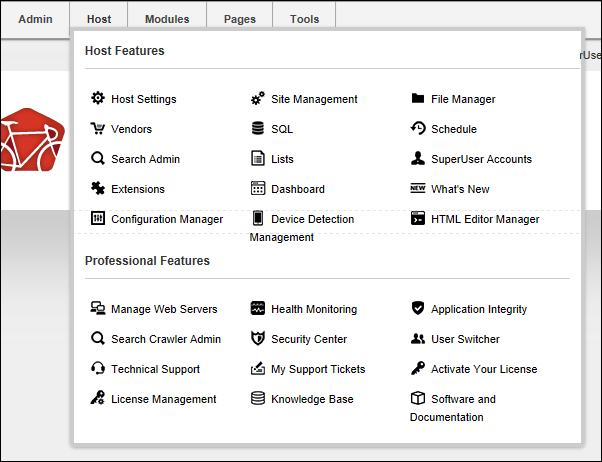 Admin Host Modules Pages Tools
Host Features
Host Settings Site Management File Manager
Vendors SQL Schedule
Search Admin Lists SuperUser Accounts
Extensions Dashboard NEW What's New
Configuration Manager Device Detection HTML Editor Manager
Management
Professional Features
Manage Web Servers Health Monitoring Application Integrity
Search Crawler Admin Security Center User Switcher
Technical Support My Support Tickets Activate Your License
License Management Knowledge Base Software and
Documentation